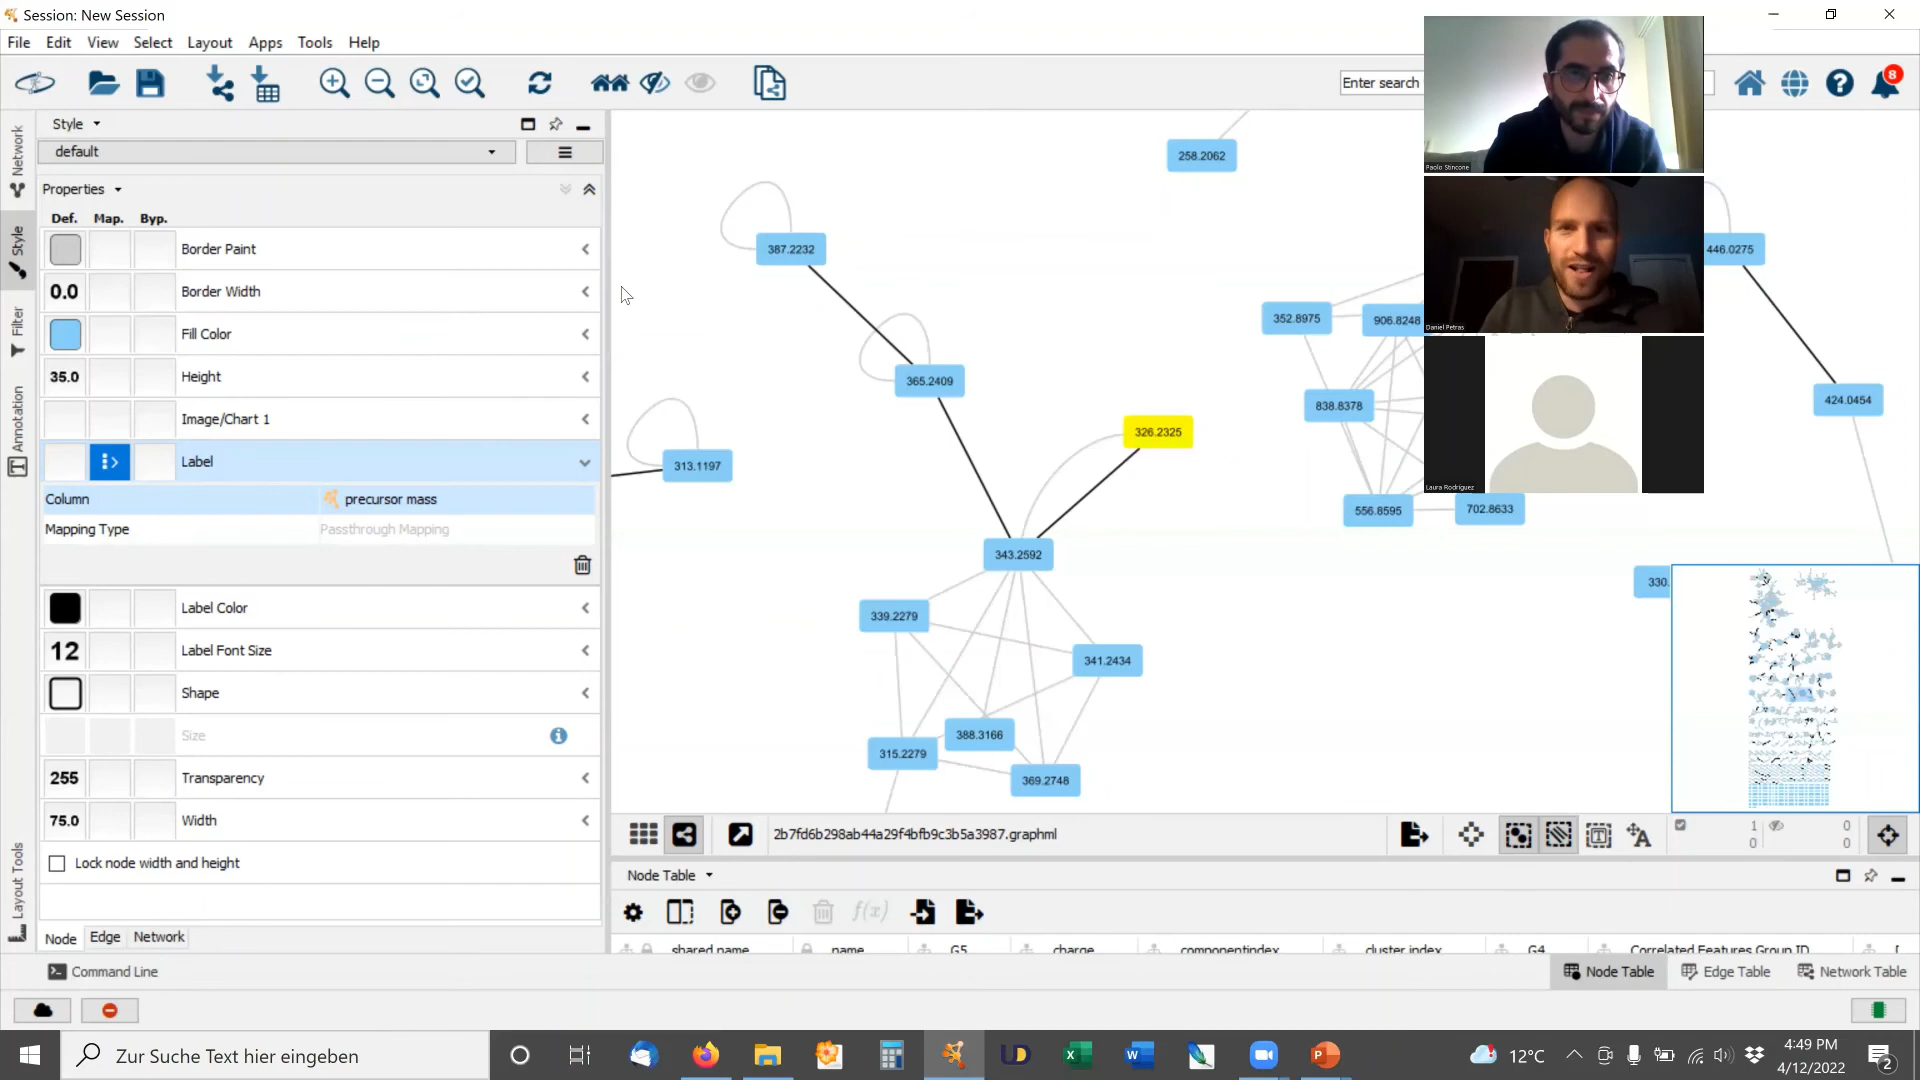 Session: New Session
File Edit View Select Layout Apps Tools Help
Enter search
8
Style
default
Properties
Def. Map. Byp.
Border Paint
0.0 Border Width
Fill Color
35.0 Height
Image/Chart 1
Label
Column precursor mass
Mapping Type Passthrough Mapping
Label Color
12 Label Font Size
Shape
Size
255 Transparency
75.0 Width
Lock node width and height
Node Edge Network
Network
Style
Filter
Annotation
Layout Tools
258.2062
387.2232
365.2409
313.1197
326.2325
343.2592
339.2279
341.2434
388.3166
315.2279
369.2748
352.8975
906.8248
838.8378
556.8595
702.8633
446.0275
424.0454
330.
Paolo Stincone
Daniel Petras
Laura Rodríguez
2b7fd6b298ab44a29f4bfb9c3b5a3987.graphml
1 0
0 0
Node Table
f(x)
shared name name G5 charge componentindex cluster index G4 Correlated Features Group ID
Command Line
Node Table Edge Table Network Table
Zur Suche Text hier eingeben
12°C
4:49 PM
4/12/2022
2